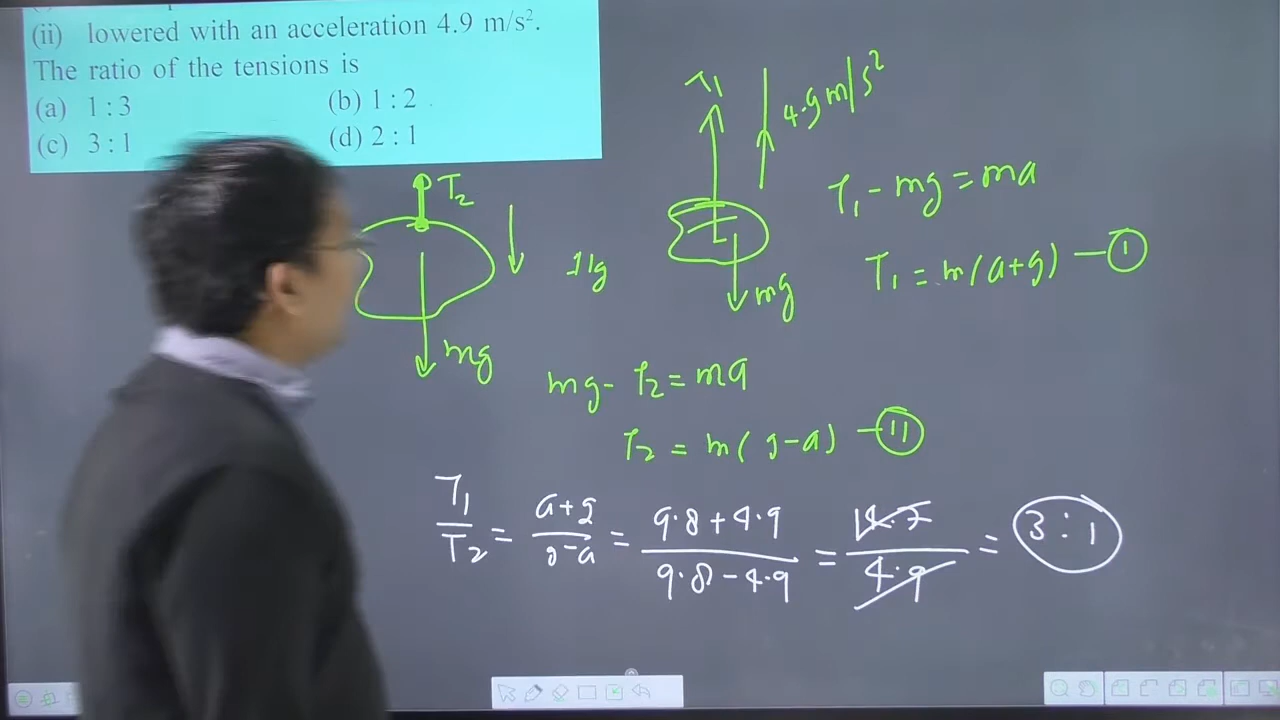 (ii) lowered with an acceleration 4.9 m/s².
The ratio of the tensions is
(a) 1 : 3 (b) 1 : 2
(c) 3 : 1 (d) 2 : 1
T₁
4.9 m/s²
T₂
T₁ - mg = ma
T₁ = m(a+g) — (I)
mg
mg
mg - T₂ = ma
T₂ = m(g-a) — (II)
T₁/T₂ = (a+g)/(g-a) = (9.8 + 4.9)/(9.8 - 4.9) = 14.7/4.9 = 3 : 1